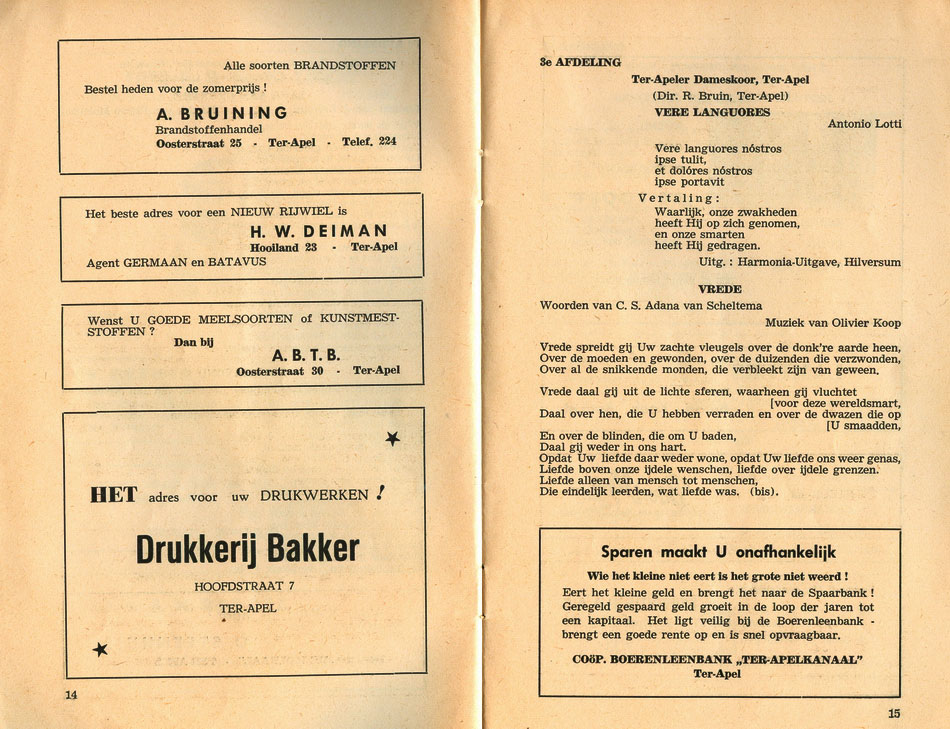 Alle soorten BRANDSTOFFEN
Bestel heden voor de zomerprijs !
A. BRUINING
Brandstoffenhandel
Oosterstraat 25 - Ter-Apel - Telef. 224
Het beste adres voor een NIEUW RIJWIEL is
H. W. DEIMAN
Hooiland 23 - Ter-Apel
Agent GERMAAN en BATAVUS
Wenst U GOEDE MEELSOORTEN of KUNSTMEST-
STOFFEN ?
Dan bij
A. B. T. B.
Oosterstraat 30 - Ter-Apel
HET adres voor uw DRUKWERKEN !
Drukkerij Bakker
HOOFDSTRAAT 7
TER-APEL
14
3e AFDELING
Ter-Apeler Dameskoor, Ter-Apel
(Dir. R. Bruin, Ter-Apel)
VERE LANGUORES
Antonio Lotti
Vére languores nóstros
ipse tulit,
et dolóres nóstros
ipse portavit
Vertaling :
Waarlijk, onze zwakheden
heeft Hij op zich genomen,
en onze smarten
heeft Hij gedragen.
Uitg. : Harmonia-Uitgave, Hilversum
VREDE
Woorden van C. S. Adana van Scheltema
Muziek van Olivier Koop
Vrede spreidt gij Uw zachte vleugels over de donk're aarde heen,
Over de moeden en gewonden, over de duizenden die verzwonden,
Over al de snikkende monden, die verbleekt zijn van geween.
Vrede daal gij uit de lichte sferen, waarheen gij vluchtet
[voor deze wereldsmart,
Daal over hen, die U hebben verraden en over de dwazen die op
[U smaadden,
En over de blinden, die om U baden,
Daal gij weder in ons hart.
Opdat Uw liefde daar weder wone, opdat Uw liefde ons weer genas,
Liefde boven onze ijdele wenschen, liefde over ijdele grenzen.
Liefde alleen van mensch tot menschen,
Die eindelijk leerden, wat liefde was. (bis).
Sparen maakt U onafhankelijk
Wie het kleine niet eert is het grote niet weerd !
Eert het kleine geld en brengt het naar de Spaarbank !
Geregeld gespaard geld groeit in de loop der jaren tot
een kapitaal. Het ligt veilig bij de Boerenleenbank -
brengt een goede rente op en is snel opvraagbaar.
COöP. BOERENLEENBANK „TER-APELKANAAL”
Ter-Apel
15